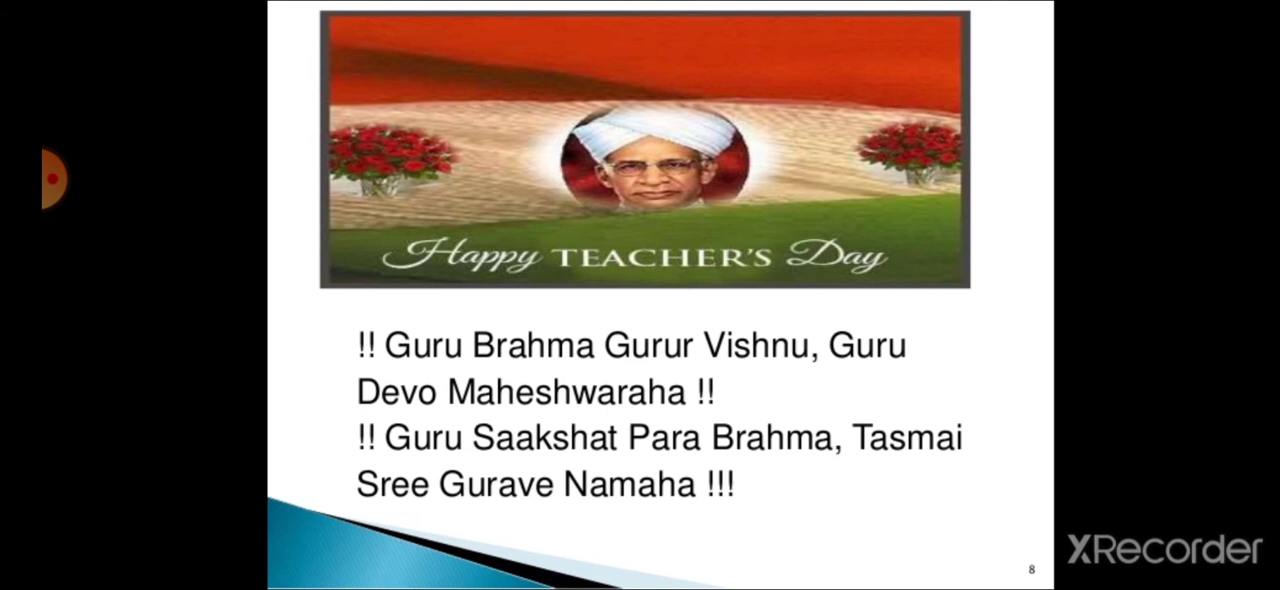 Happy TEACHER'S Day
!! Guru Brahma Gurur Vishnu, Guru
Devo Maheshwaraha !!
!! Guru Saakshat Para Brahma, Tasmai
Sree Gurave Namaha !!!
8
XRecorder